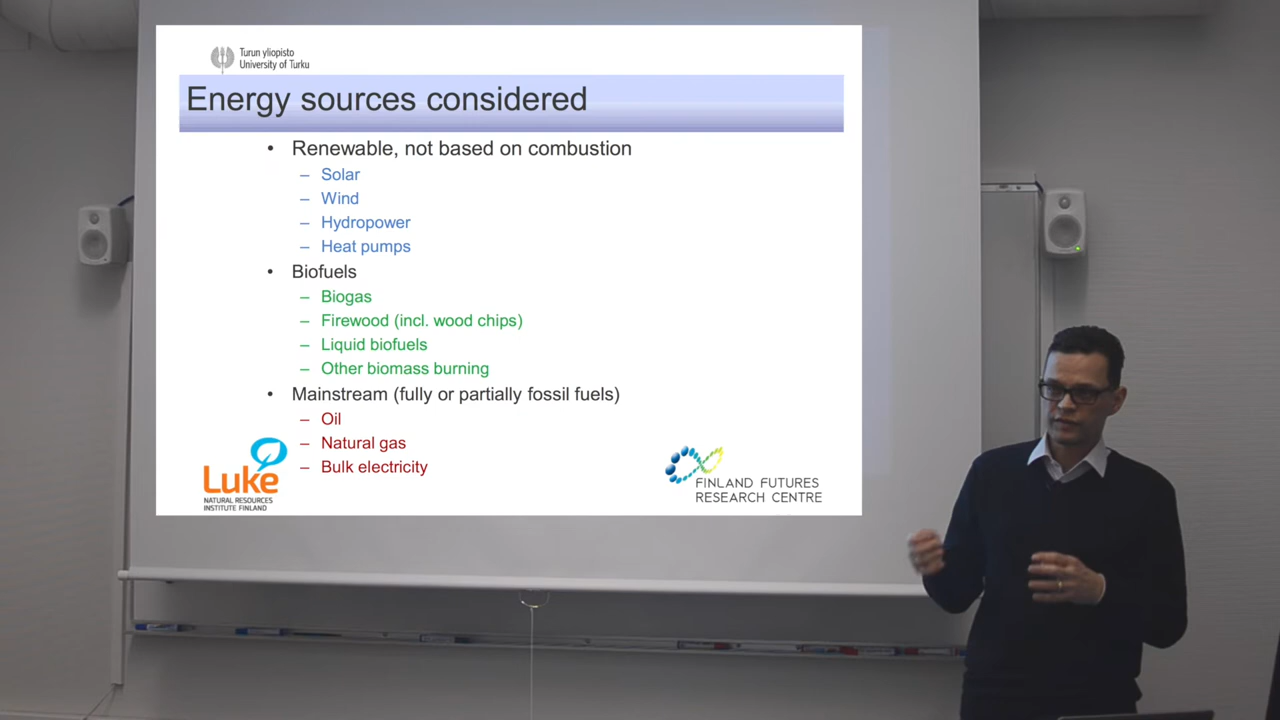 Turun yliopisto
University of Turku
Energy sources considered
• Renewable, not based on combustion
– Solar
– Wind
– Hydropower
– Heat pumps
• Biofuels
– Biogas
– Firewood (incl. wood chips)
– Liquid biofuels
– Other biomass burning
• Mainstream (fully or partially fossil fuels)
– Oil
– Natural gas
– Bulk electricity
Luke
NATURAL RESOURCES
INSTITUTE FINLAND
FINLAND FUTURES
RESEARCH CENTRE